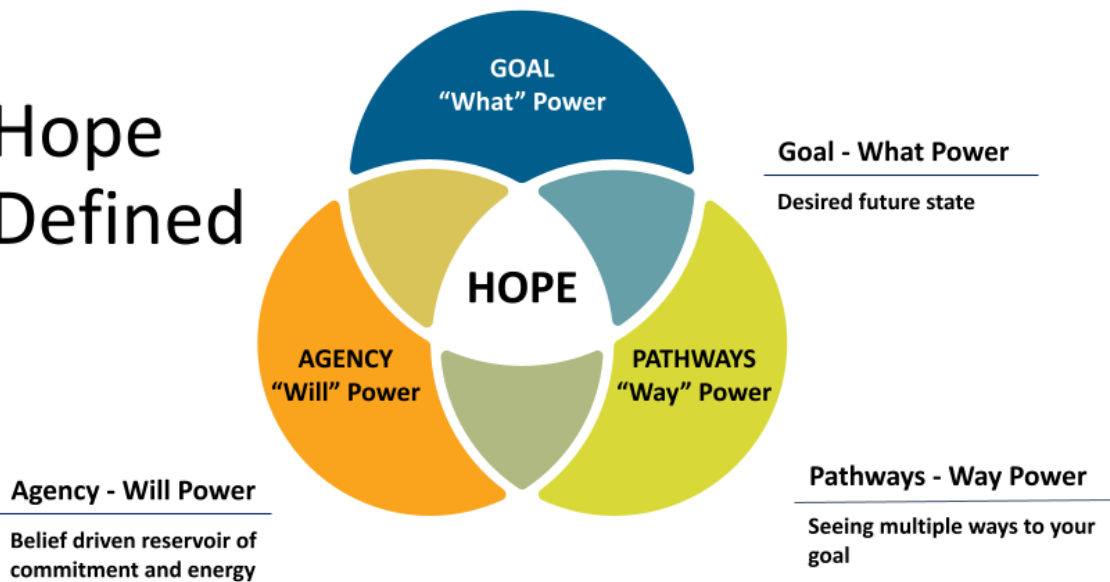 Hope
Defined
GOAL
“What” Power
HOPE
AGENCY
“Will” Power
PATHWAYS
“Way” Power
Goal - What Power
Desired future state
Agency - Will Power
Belief driven reservoir of
commitment and energy
Pathways - Way Power
Seeing multiple ways to your
goal